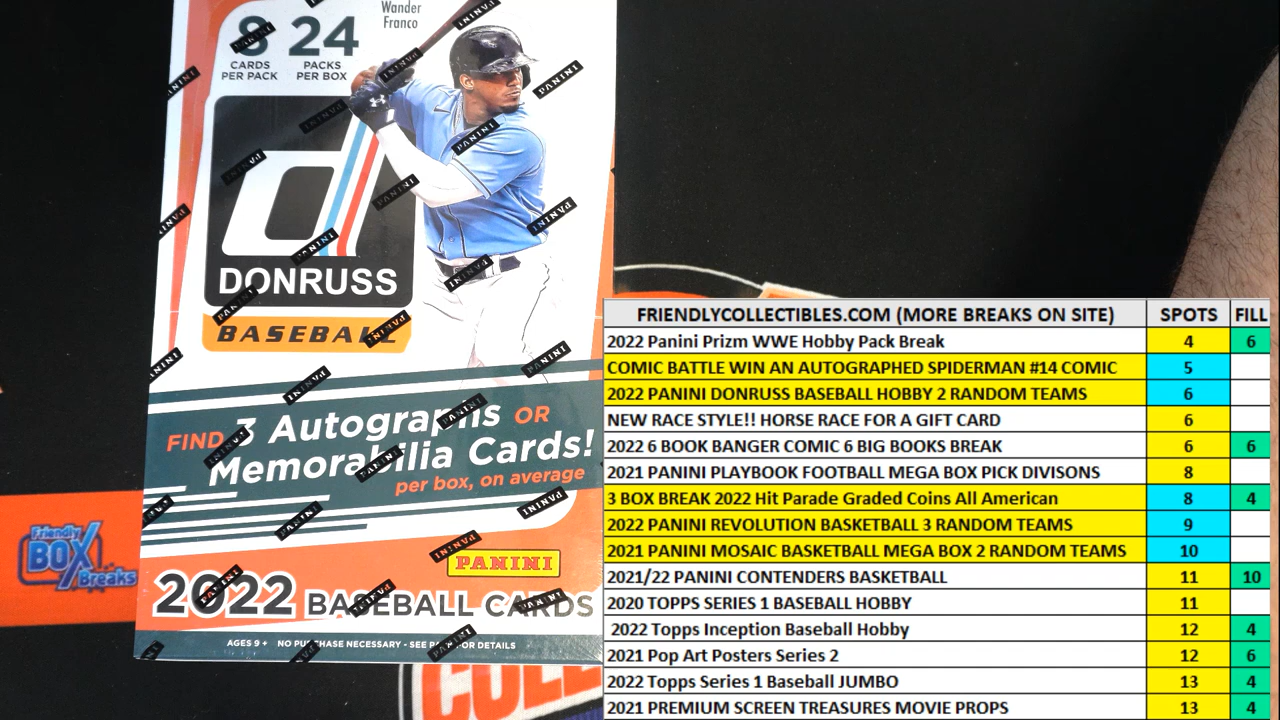 Wander
Franco
8 24
CARDS PER PACK
PACKS PER BOX
DONRUSS
BASEBALL
FIND 3 Autographs OR
Memorabilia Cards!
per box, on average
PANINI
2022 BASEBALL CARDS
AGES 9+ NO PURCHASE NECESSARY - SEE FOR DETAILS
Friendly
BOX
Breaks
FRIENDLYCOLLECTIBLES.COM (MORE BREAKS ON SITE) SPOTS FILL
2022 Panini Prizm WWE Hobby Pack Break 4 6
COMIC BATTLE WIN AN AUTOGRAPHED SPIDERMAN #14 COMIC 5
2022 PANINI DONRUSS BASEBALL HOBBY 2 RANDOM TEAMS 6
NEW RACE STYLE!! HORSE RACE FOR A GIFT CARD 6
2022 6 BOOK BANGER COMIC 6 BIG BOOKS BREAK 6 6
2021 PANINI PLAYBOOK FOOTBALL MEGA BOX PICK DIVISONS 8
3 BOX BREAK 2022 Hit Parade Graded Coins All American 8 4
2022 PANINI REVOLUTION BASKETBALL 3 RANDOM TEAMS 9
2021 PANINI MOSAIC BASKETBALL MEGA BOX 2 RANDOM TEAMS 10
2021/22 PANINI CONTENDERS BASKETBALL 11 10
2020 TOPPS SERIES 1 BASEBALL HOBBY 11
2022 Topps Inception Baseball Hobby 12 4
2021 Pop Art Posters Series 2 12 6
2022 Topps Series 1 Baseball JUMBO 13 4
2021 PREMIUM SCREEN TREASURES MOVIE PROPS 13 4